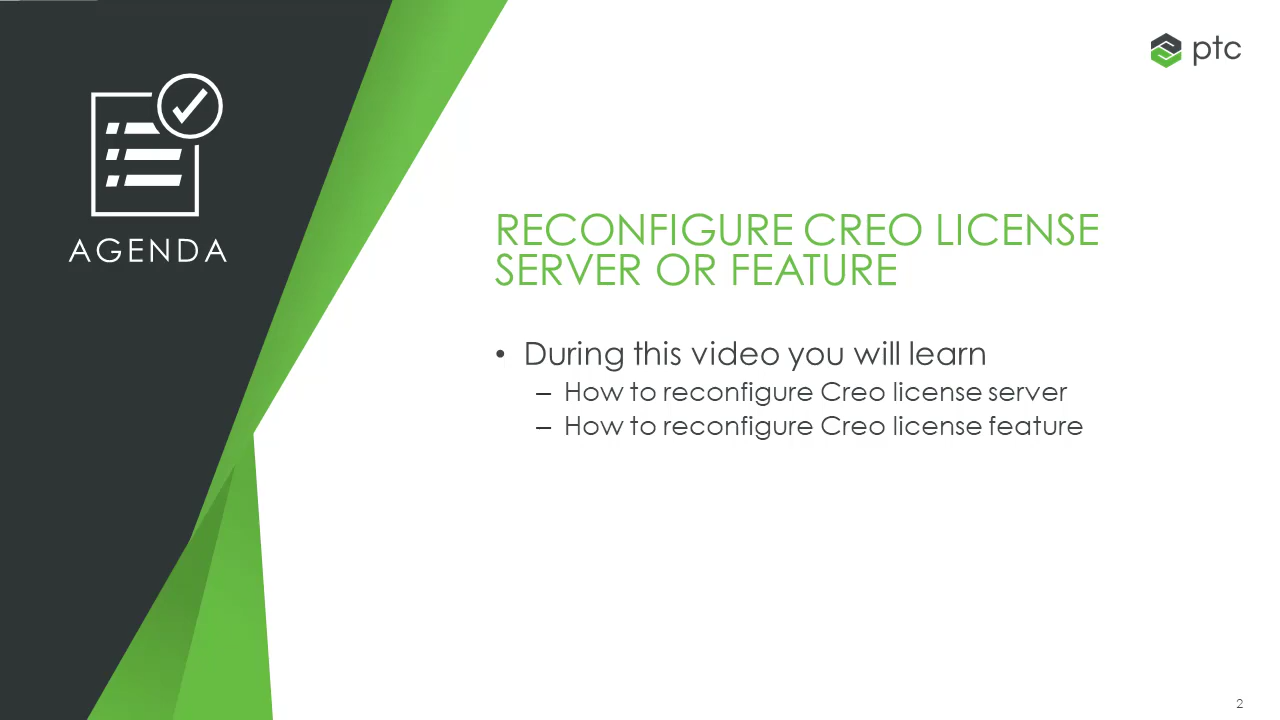 AGENDA
ptc
RECONFIGURE CREO LICENSE
SERVER OR FEATURE
• During this video you will learn
– How to reconfigure Creo license server
– How to reconfigure Creo license feature
2